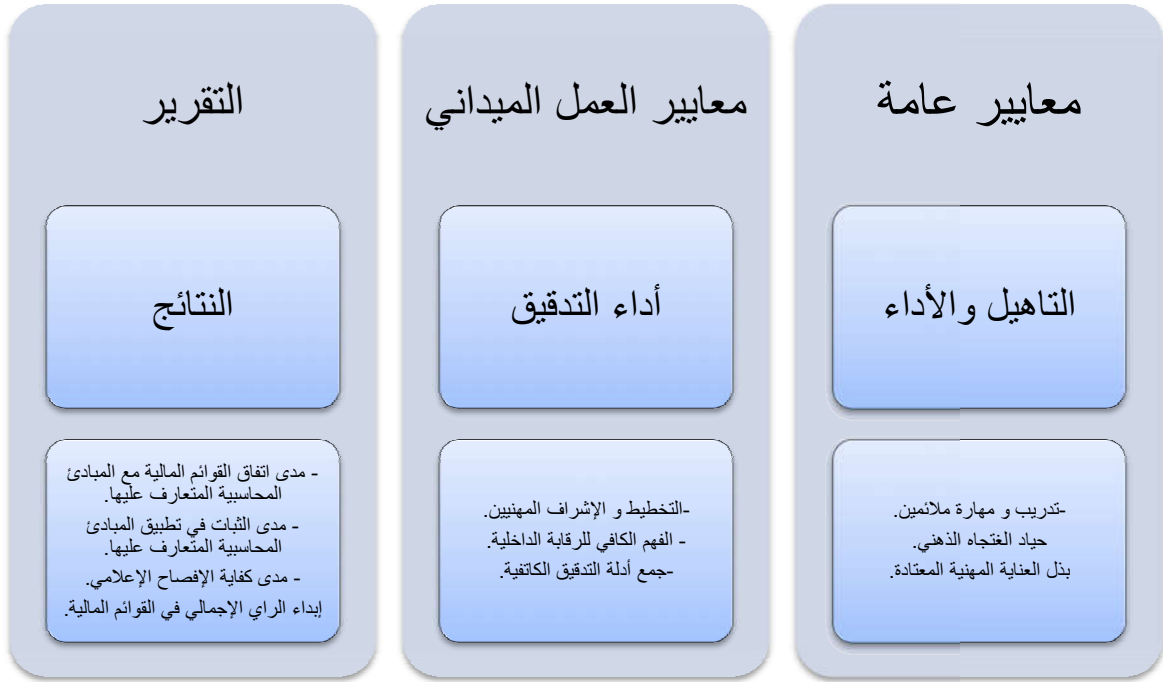 معايير عامة
التاهيل والأداء
-تدريب و مهارة ملائمين.
حياد الغتجاه الذهني.
بذل العناية المهنية المعتادة.
معايير العمل الميداني
أداء التدقيق
-التخطيط و الإشراف المهنيين.
- الفهم الكافي للرقابة الداخلية.
-جمع أدلة التدقيق الكاتفية.
التقرير
النتائج
- مدى اتفاق القوائم المالية مع المبادئ
المحاسبية المتعارف عليها.
- مدى الثبات في تطبيق المبادئ
المحاسبية المتعارف عليها.
- مدى كفاية الإفصاح الإعلامي.
إبداء الراي الإجمالي في القوائم المالية.